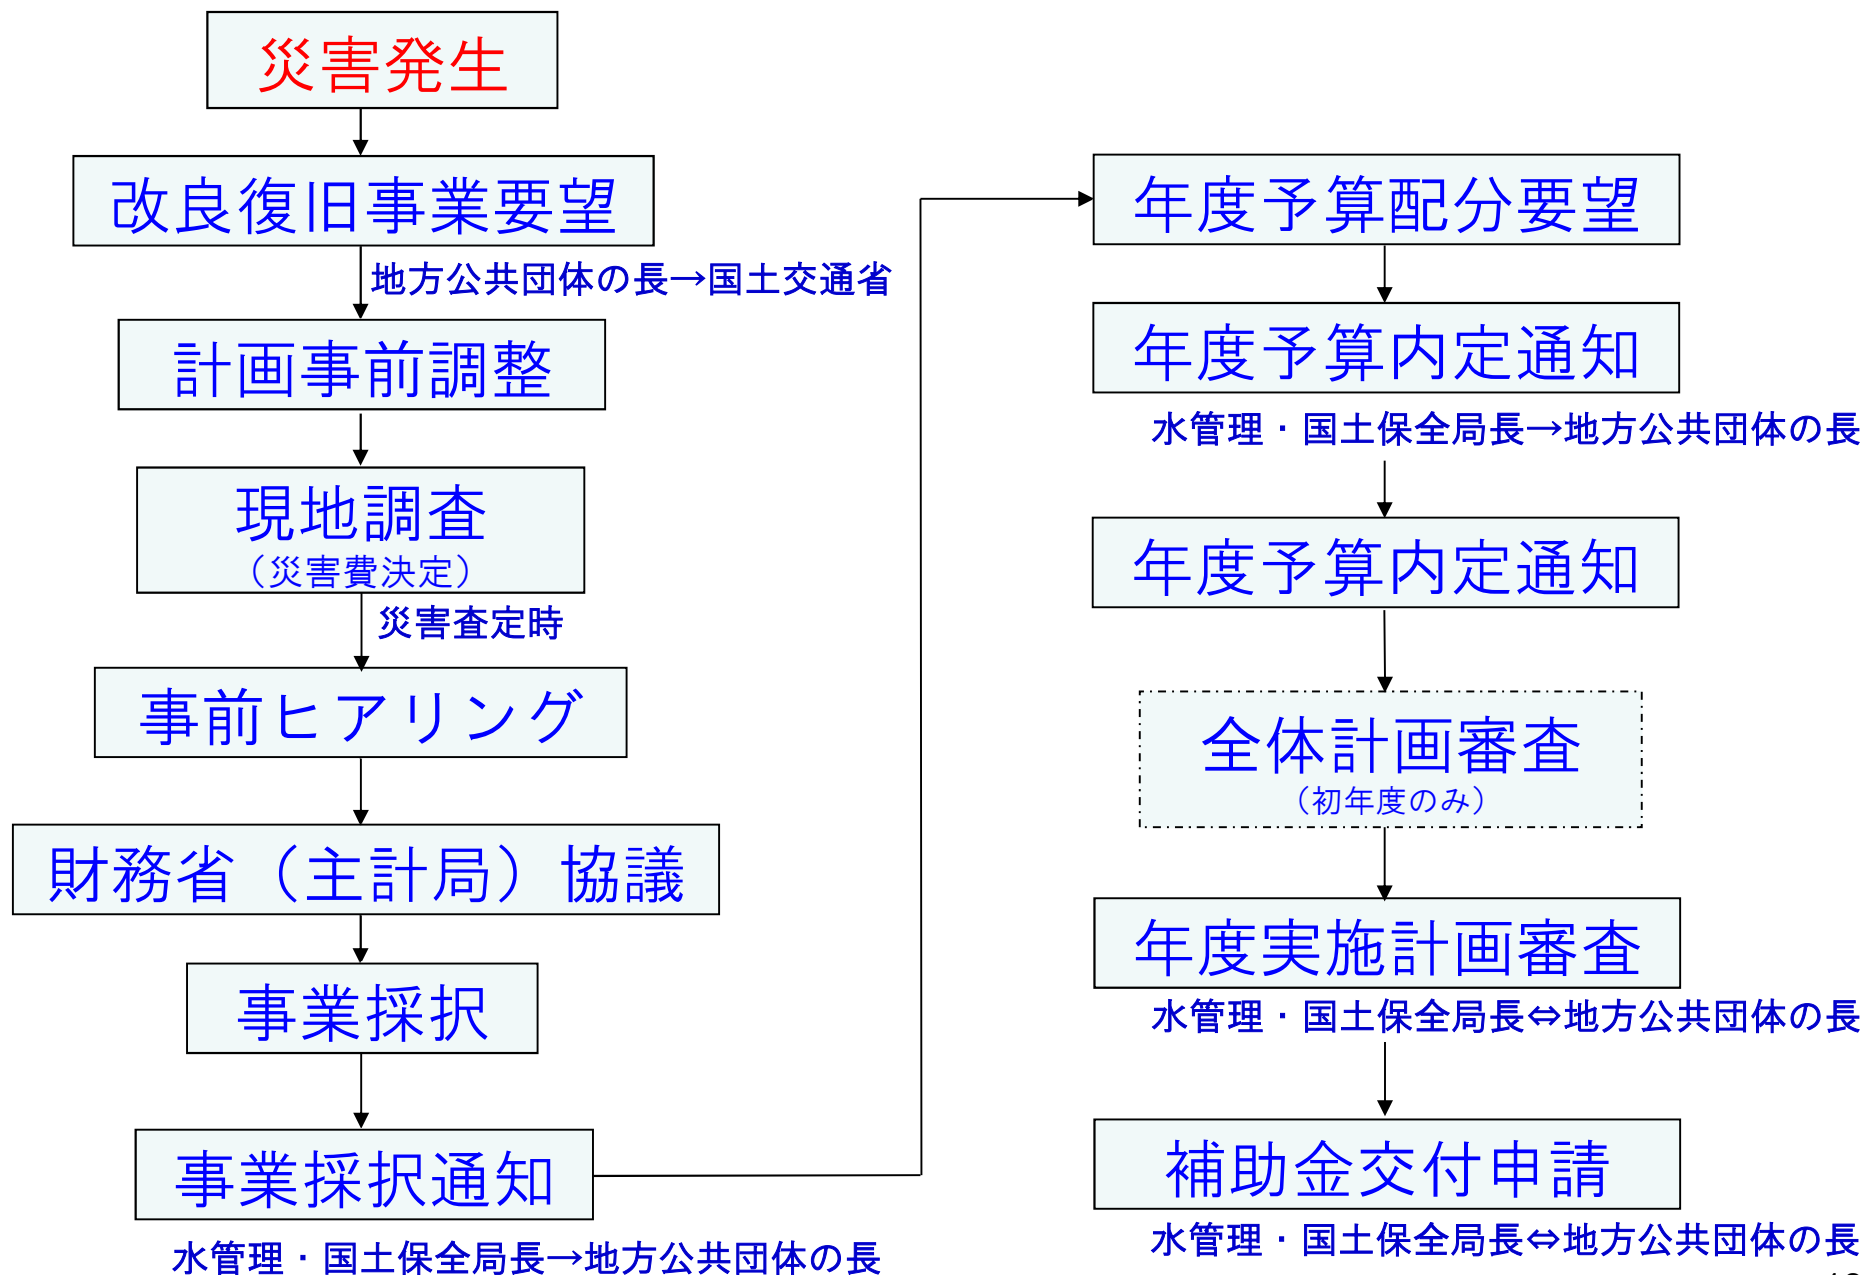 災害発生
改良復旧事業要望
地方公共団体の長→国土交通省
計画事前調整
現地調査
（災害費決定）
災害査定時
事前ヒアリング
財務省（主計局）協議
事業採択
事業採択通知
水管理・国土保全局長→地方公共団体の長
年度予算配分要望
年度予算内定通知
水管理・国土保全局長→地方公共団体の長
年度予算内定通知
全体計画審査
（初年度のみ）
年度実施計画審査
水管理・国土保全局長⇔地方公共団体の長
補助金交付申請
水管理・国土保全局長⇔地方公共団体の長